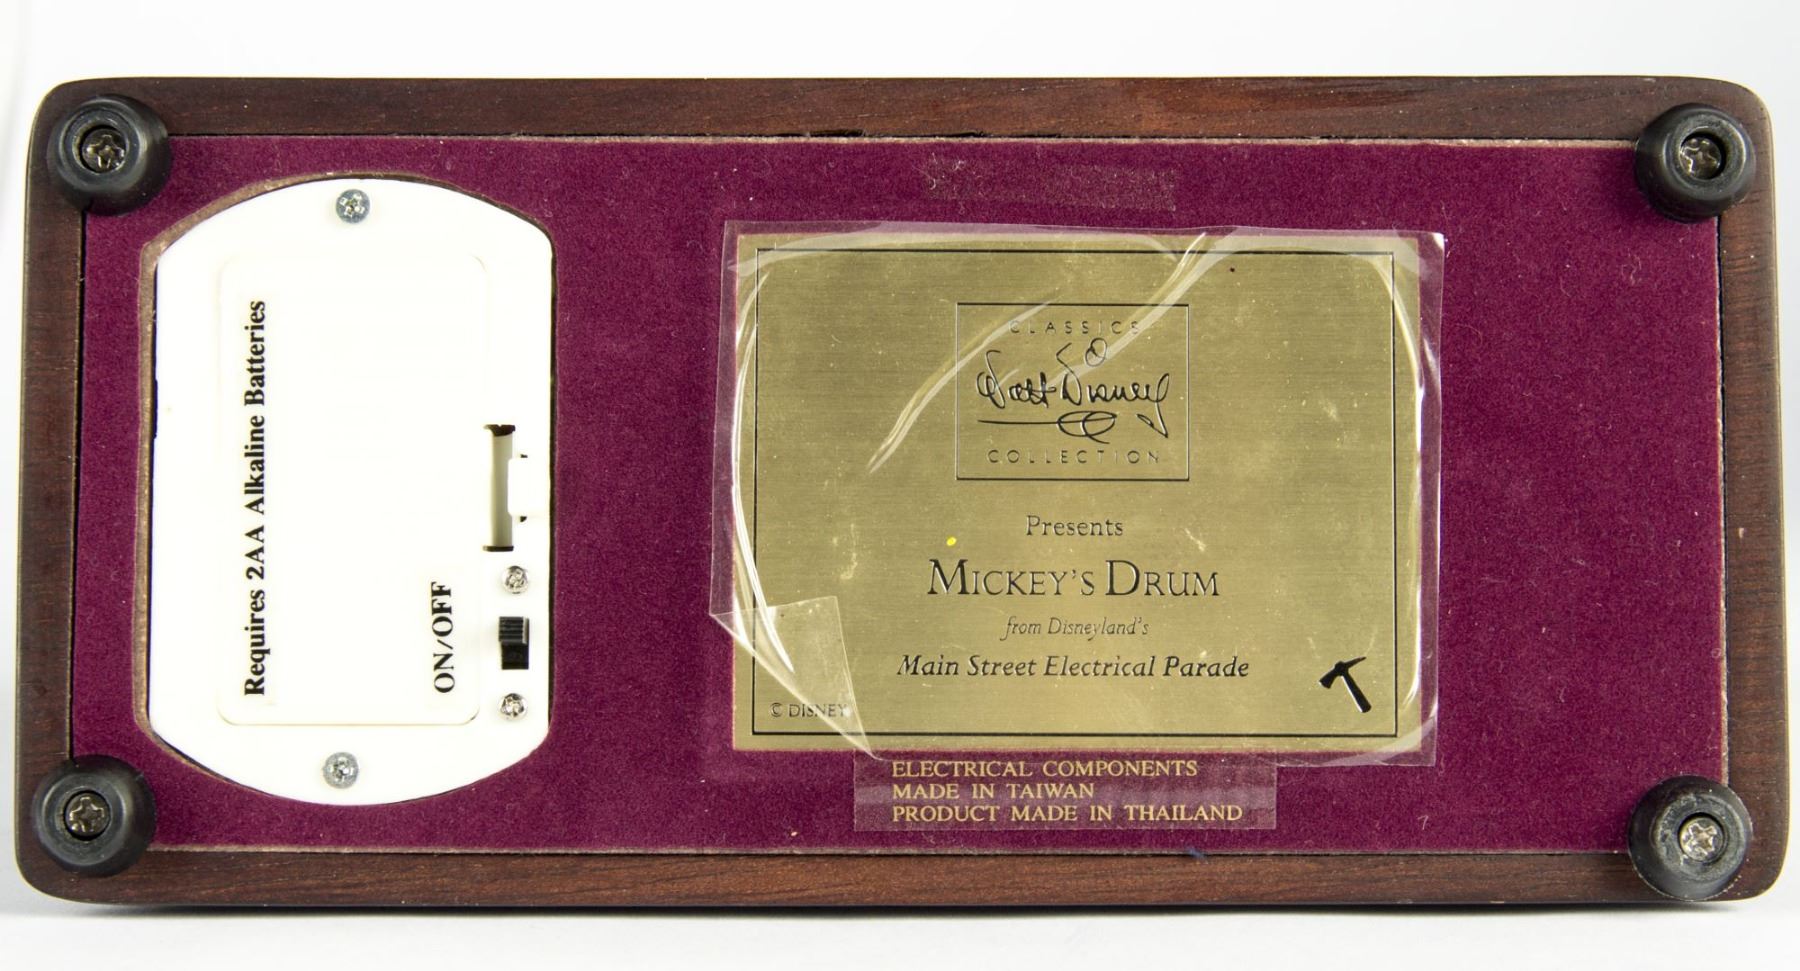 Requires 2AA Alkaline Batteries
ON/OFF
CLASSICS
Walt Disney
COLLECTION
Presents
MICKEY'S DRUM
from Disneyland's
Main Street Electrical Parade
© DISNEY
ELECTRICAL COMPONENTS
MADE IN TAIWAN
PRODUCT MADE IN THAILAND